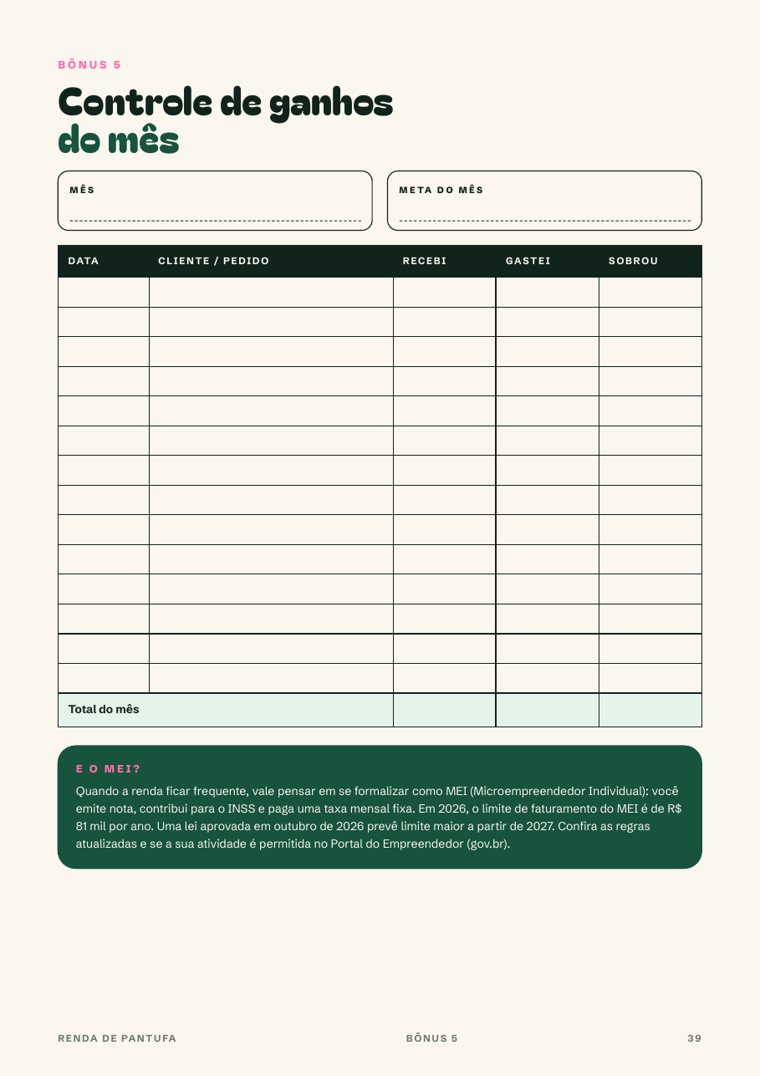 BÔNUS 5
Controle de ganhos
do mês
MÊS
META DO MÊS
DATA CLIENTE / PEDIDO RECEBI GASTEI SOBROU
Total do mês
E O MEI?
Quando a renda ficar frequente, vale pensar em se formalizar como MEI (Microempreendedor Individual): você
emite nota, contribui para o INSS e paga uma taxa mensal fixa. Em 2026, o limite de faturamento do MEI é de R$
81 mil por ano. Uma lei aprovada em outubro de 2026 prevê limite maior a partir de 2027. Confira as regras
atualizadas e se a sua atividade é permitida no Portal do Empreendedor (gov.br).
RENDA DE PANTUFA BÔNUS 5 39